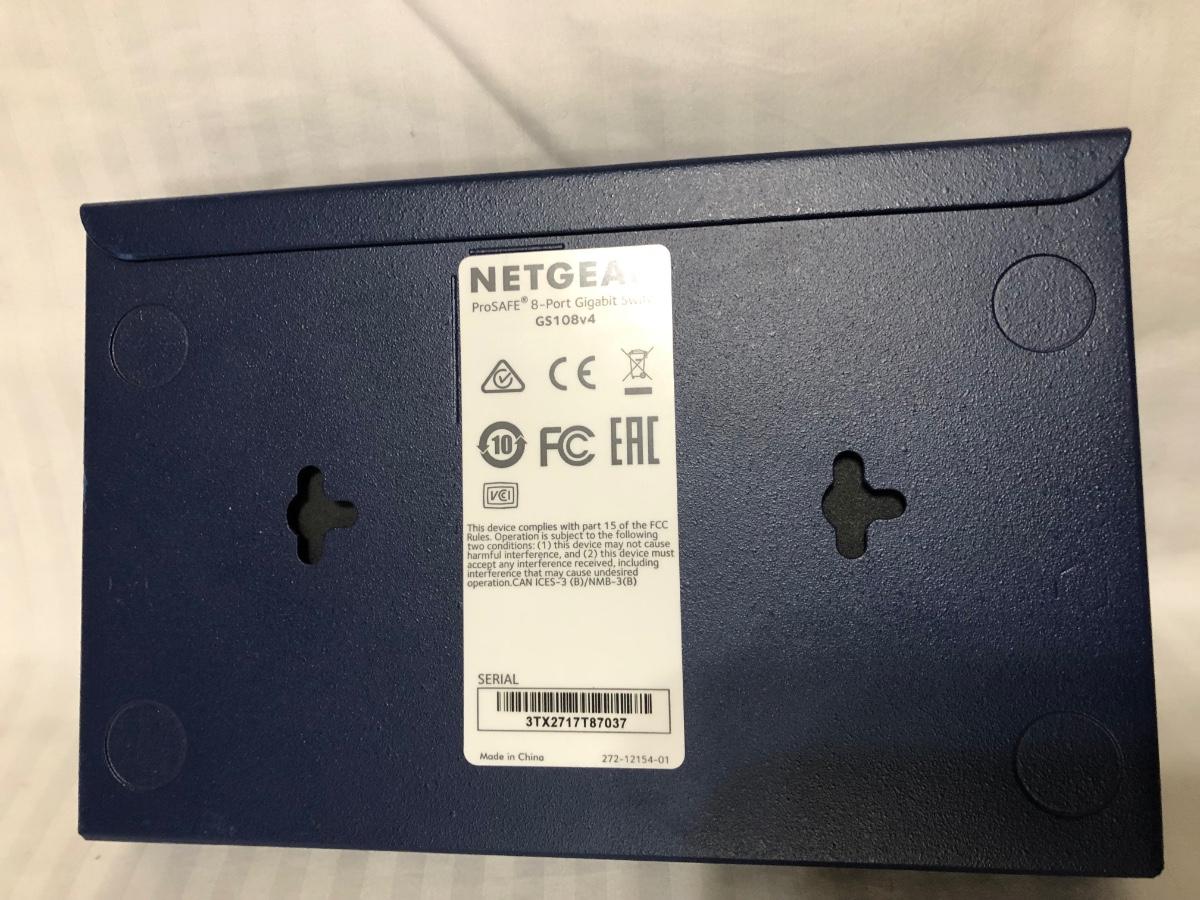 NETGEAR
ProSAFE® 8-Port Gigabit Switch
GS108v4
CE
10
FC
EAC
VCCI
This device complies with part 15 of the FCC
Rules. Operation is subject to the following
two conditions: (1) this device may not cause
harmful interference, and (2) this device must
accept any interference received, including
interference that may cause undesired
operation.CAN ICES-3 (B)/NMB-3(B)
SERIAL
3TX2717T87037
Made in China 272-12154-01